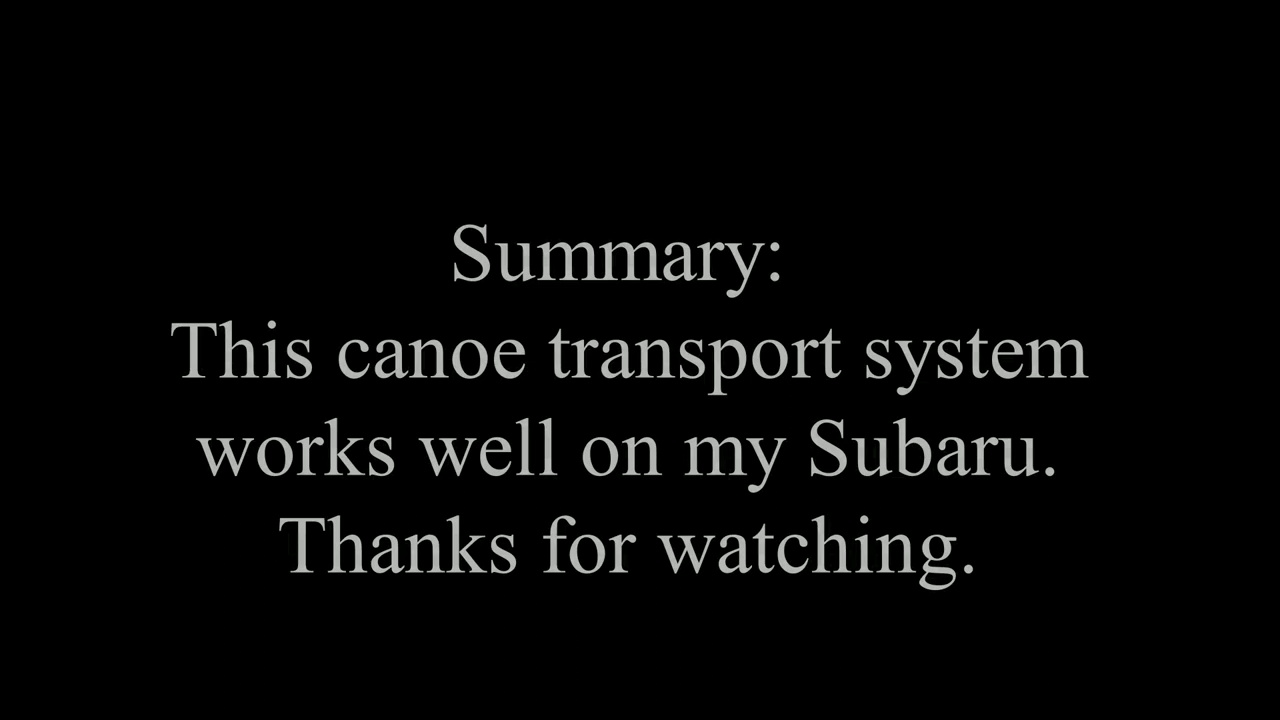 Summary:
This canoe transport system
works well on my Subaru.
Thanks for watching.